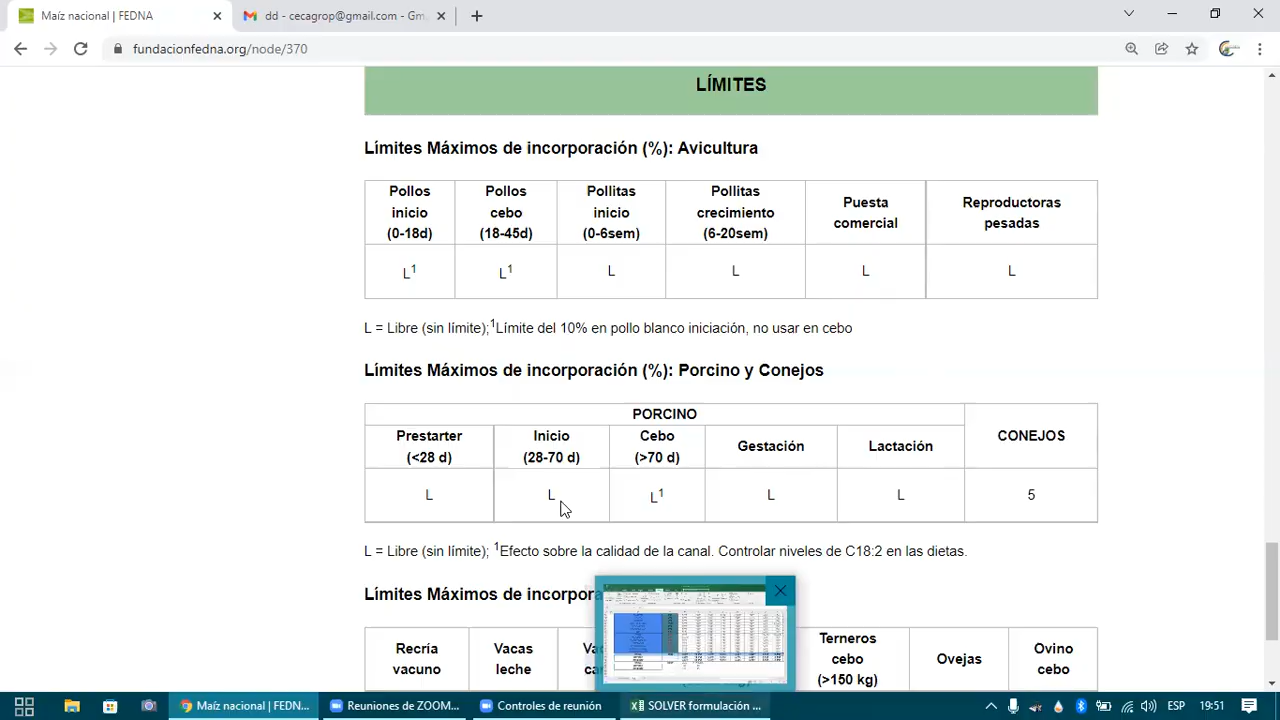 Maíz nacional | FEDNA
dd - cecagrop@gmail.com - Gm
fundacionfedna.org/node/370
LÍMITES
Límites Máximos de incorporación (%): Avicultura
Pollos inicio (0-18d)
Pollos cebo (18-45d)
Pollitas inicio (0-6sem)
Pollitas crecimiento (6-20sem)
Puesta comercial
Reproductoras pesadas
L¹ L¹ L L L L
L = Libre (sin límite);¹Límite del 10% en pollo blanco iniciación, no usar en cebo
Límites Máximos de incorporación (%): Porcino y Conejos
PORCINO
CONEJOS
Prestarter (<28 d)
Inicio (28-70 d)
Cebo (>70 d)
Gestación
Lactación
L L L¹ L L 5
L = Libre (sin límite); ¹Efecto sobre la calidad de la canal. Controlar niveles de C18:2 en las dietas.
Límites Máximos de incorpora
Recría vacuno
Vacas leche
Terneros cebo (>150 kg)
Ovejas
Ovino cebo
Maíz nacional | FEDN...
Reuniones de ZOOM...
Controles de reunión
SOLVER formulación ...
ESP
19:51